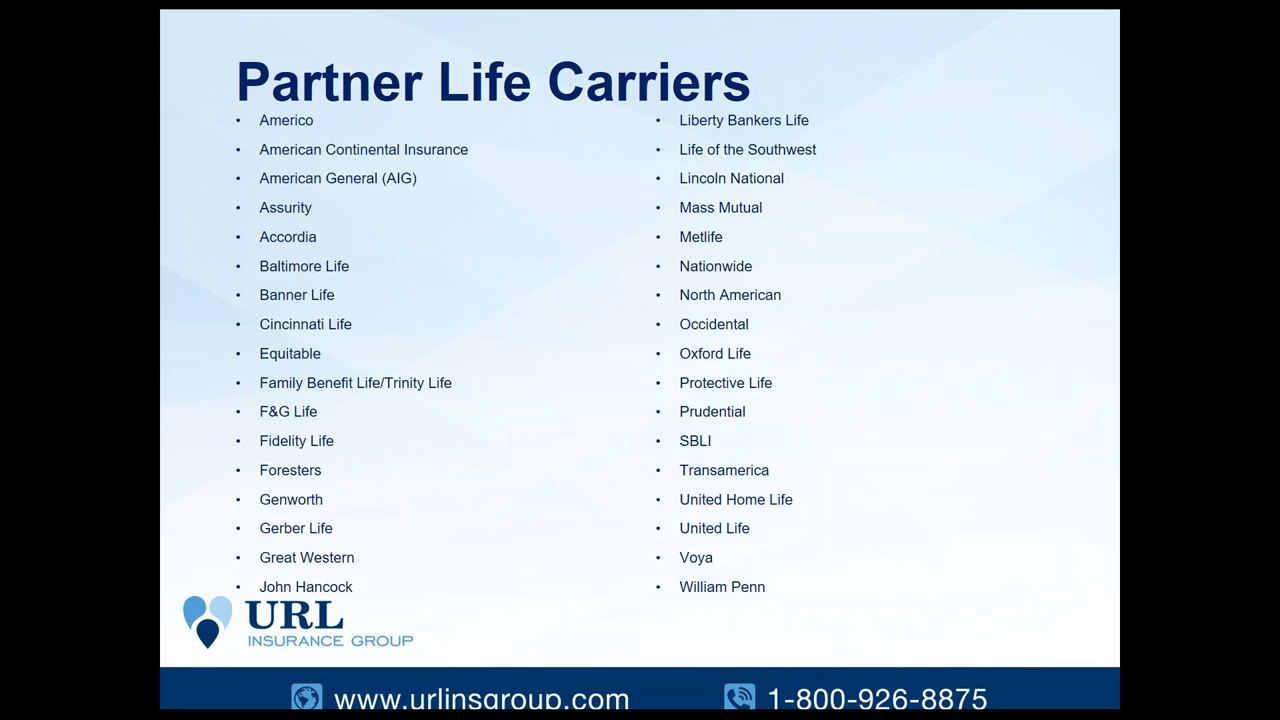 Partner Life Carriers
• Americo
• American Continental Insurance
• American General (AIG)
• Assurity
• Accordia
• Baltimore Life
• Banner Life
• Cincinnati Life
• Equitable
• Family Benefit Life/Trinity Life
• F&G Life
• Fidelity Life
• Foresters
• Genworth
• Gerber Life
• Great Western
• John Hancock
• Liberty Bankers Life
• Life of the Southwest
• Lincoln National
• Mass Mutual
• Metlife
• Nationwide
• North American
• Occidental
• Oxford Life
• Protective Life
• Prudential
• SBLI
• Transamerica
• United Home Life
• United Life
• Voya
• William Penn
URL
INSURANCE GROUP
www.urlinsgroup.com
1-800-926-8875